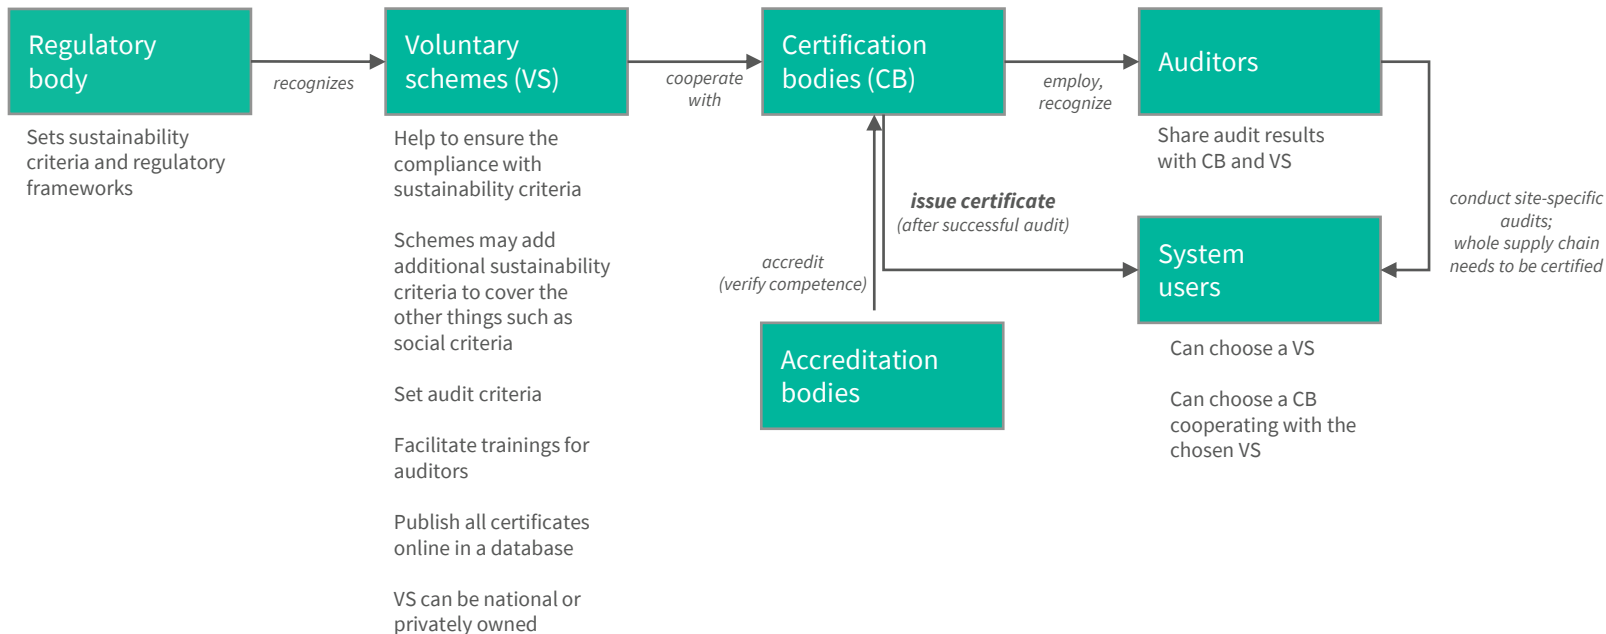 Regulatory
body
recognizes
Sets sustainability
criteria and regulatory
frameworks
Voluntary
schemes (VS)
cooperate
with
Help to ensure the
compliance with
sustainability criteria
Schemes may add
additional sustainability
criteria to cover the
other things such as
social criteria
Set audit criteria
Facilitate trainings for
auditors
Publish all certificates
online in a database
VS can be national or
privately owned
Certification
bodies (CB)
employ,
recognize
issue certificate
(after successful audit)
accredit
(verify competence)
Accreditation
bodies
Auditors
Share audit results
with CB and VS
conduct site-specific
audits;
whole supply chain
needs to be certified
System
users
Can choose a VS
Can choose a CB
cooperating with the
chosen VS